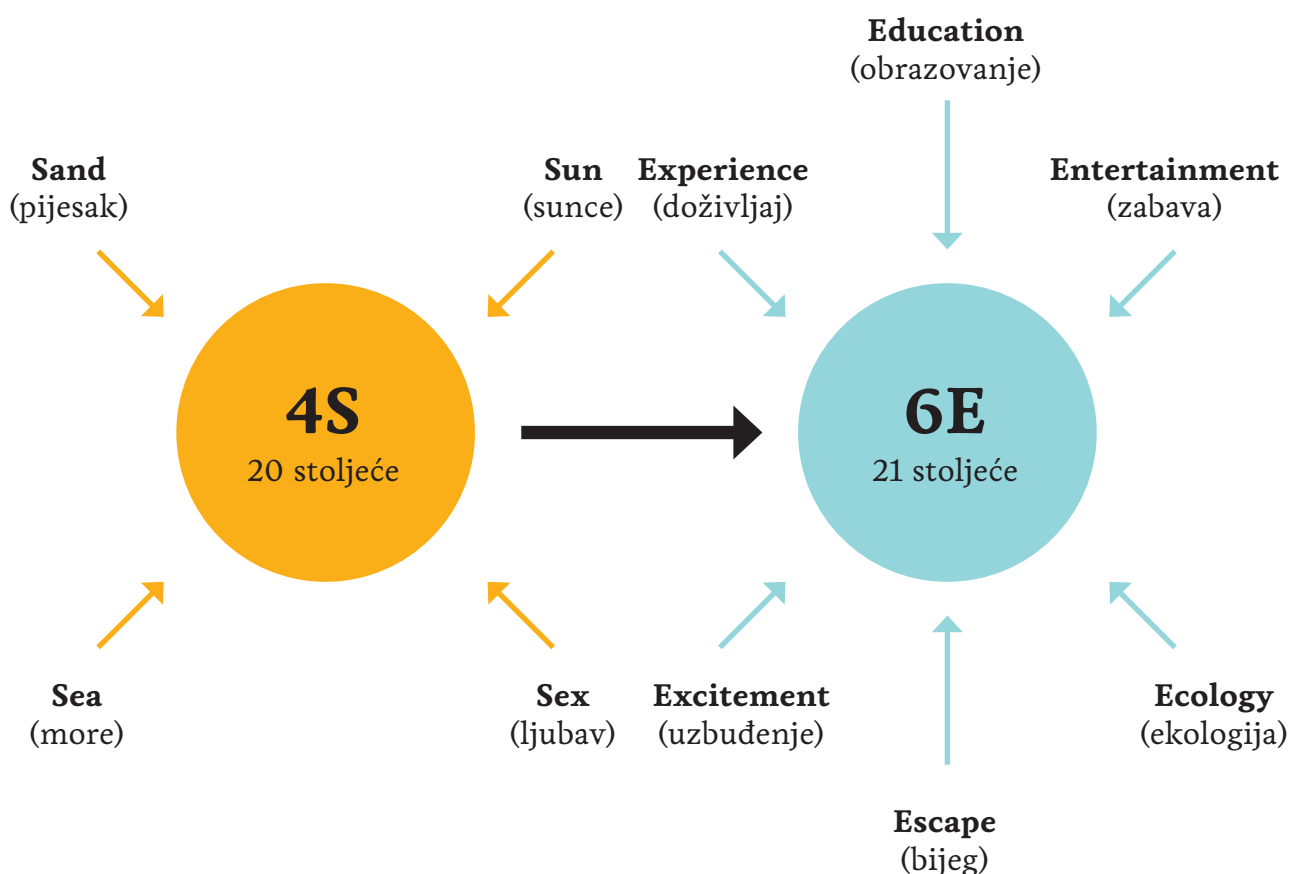 Education
(obrazovanje)
Sand
(pijesak)
Sun
(sunce)
Experience
(doživljaj)
Entertainment
(zabava)
4S
20 stoljeće
6E
21 stoljeće
Sea
(more)
Sex
(ljubav)
Excitement
(uzbuđenje)
Ecology
(ekologija)
Escape
(bijeg)